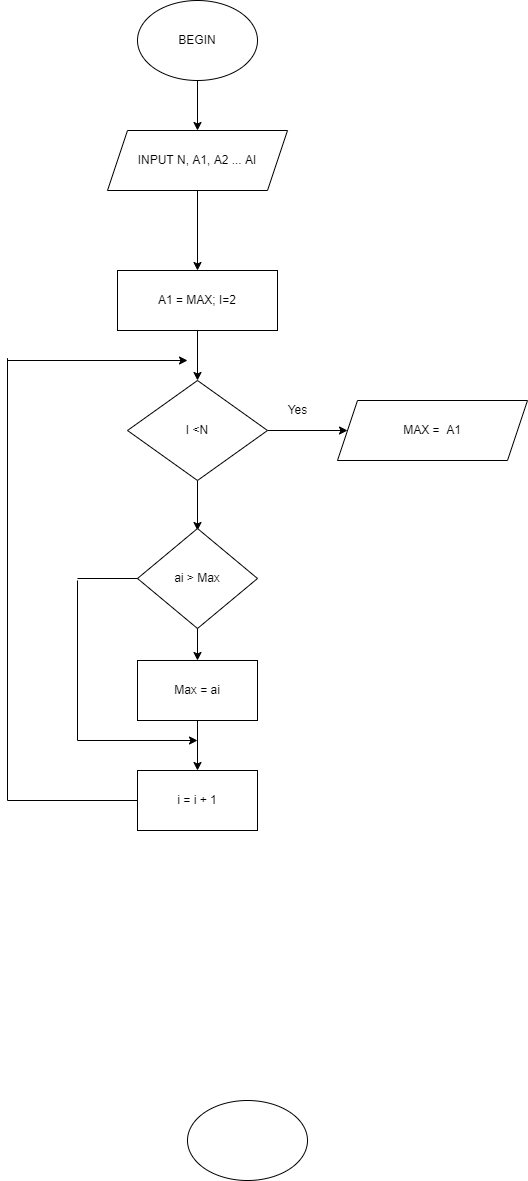 BEGIN
INPUT N, A1, A2 ... AI
A1 = MAX; I=2
I <N
Yes
MAX = A1
ai > Max
Max = ai
i = i + 1